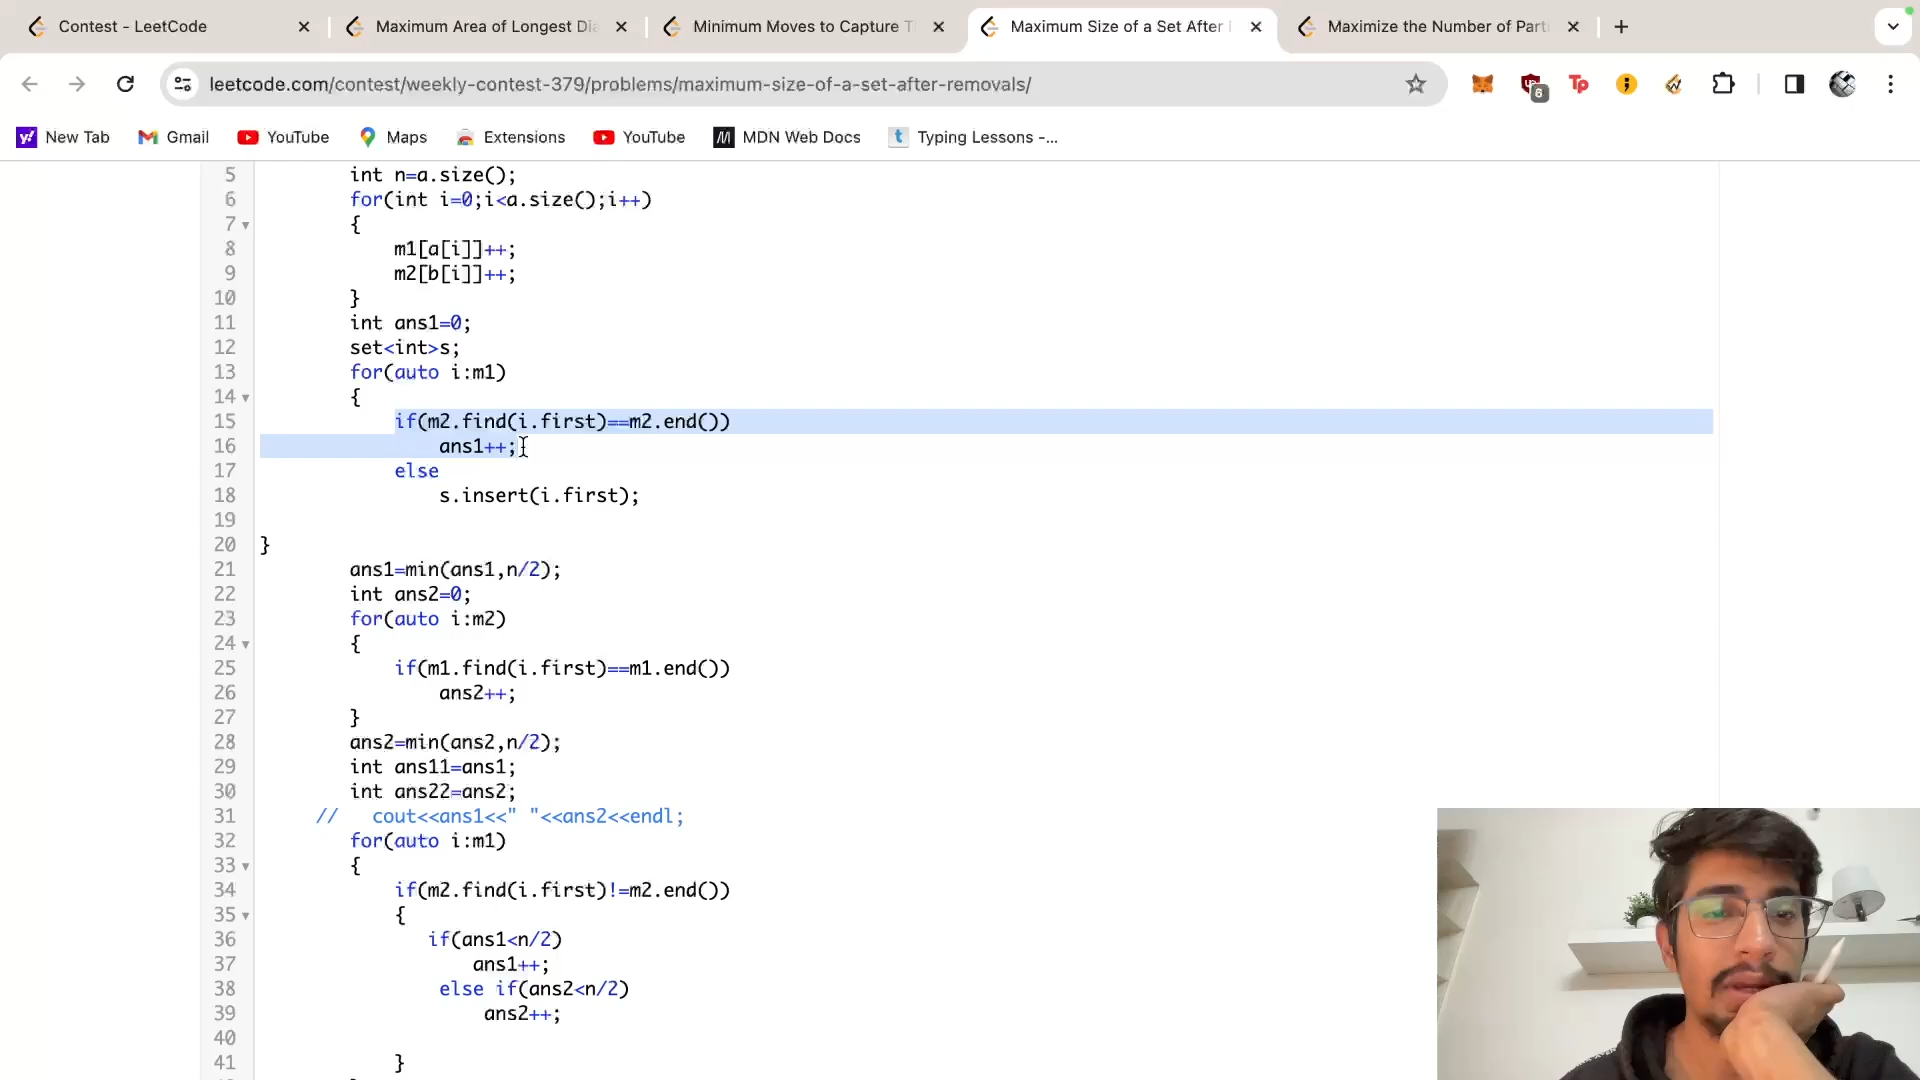 Contest - LeetCode
Maximum Area of Longest Dia
Minimum Moves to Capture T
Maximum Size of a Set After
Maximize the Number of Part
leetcode.com/contest/weekly-contest-379/problems/maximum-size-of-a-set-after-removals/
6
New Tab
Gmail
YouTube
Maps
Extensions
YouTube
MDN Web Docs
Typing Lessons -...
5 int n=a.size();
6 for(int i=0;i<a.size();i++)
7 {
8 m1[a[i]]++;
9 m2[b[i]]++;
10 }
11 int ans1=0;
12 set<int>s;
13 for(auto i:m1)
14 {
15 if(m2.find(i.first)==m2.end())
16 ans1++;
17 else
18 s.insert(i.first);
19
20 }
21 ans1=min(ans1,n/2);
22 int ans2=0;
23 for(auto i:m2)
24 {
25 if(m1.find(i.first)==m1.end())
26 ans2++;
27 }
28 ans2=min(ans2,n/2);
29 int ans11=ans1;
30 int ans22=ans2;
31 // cout<<ans1<<" "<<ans2<<endl;
32 for(auto i:m1)
33 {
34 if(m2.find(i.first)!=m2.end())
35 {
36 if(ans1<n/2)
37 ans1++;
38 else if(ans2<n/2)
39 ans2++;
40
41 }